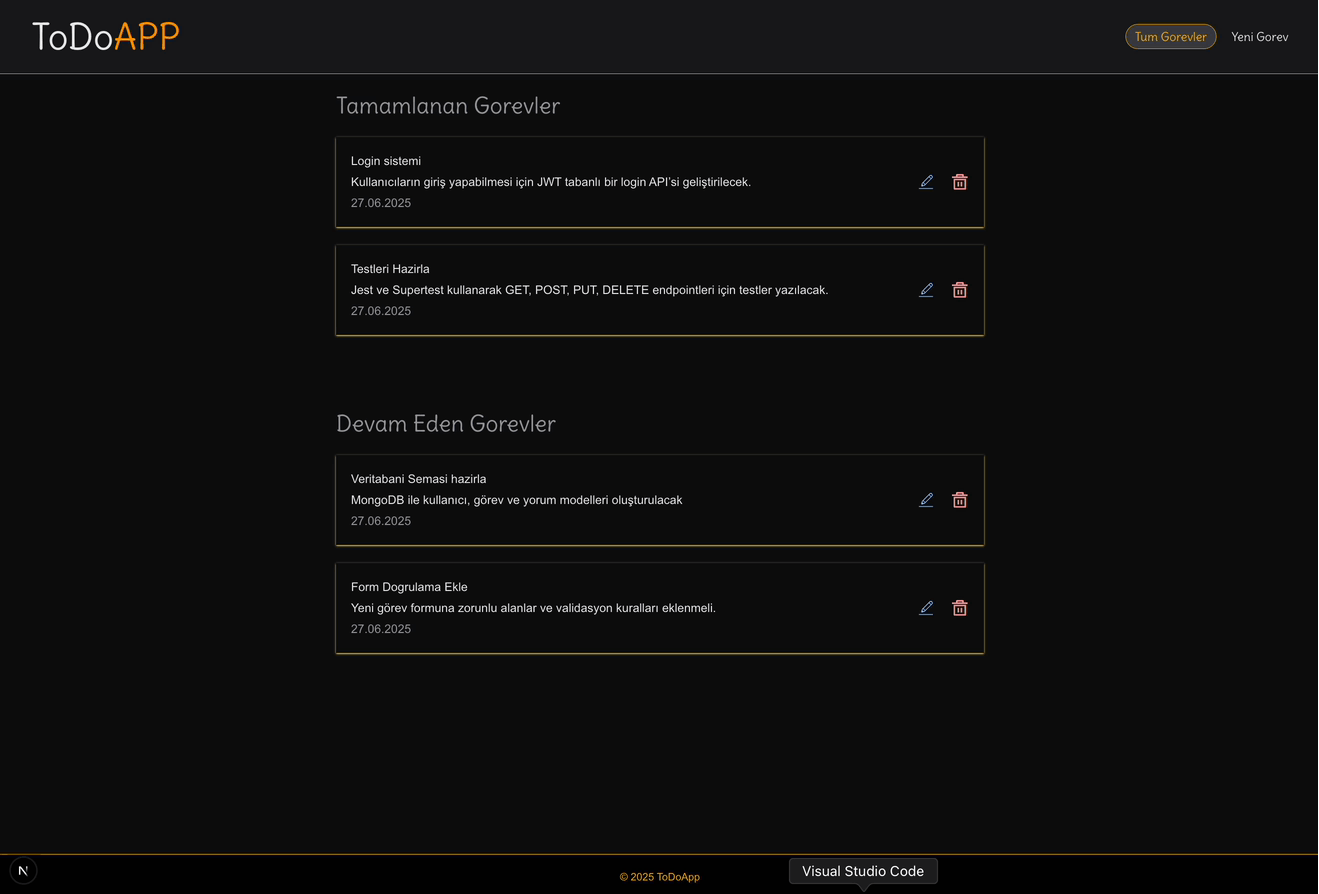 ToDoAPP
Tum Gorevler
Yeni Gorev
Tamamlanan Gorevler
Login sistemi
Kullanıcıların giriş yapabilmesi için JWT tabanlı bir login API'si geliştirilecek.
27.06.2025
Testleri Hazirla
Jest ve Supertest kullanarak GET, POST, PUT, DELETE endpointleri için testler yazılacak.
27.06.2025
Devam Eden Gorevler
Veritabani Semasi hazirla
MongoDB ile kullanıcı, görev ve yorum modelleri oluşturulacak
27.06.2025
Form Dogrulama Ekle
Yeni görev formuna zorunlu alanlar ve validasyon kuralları eklenmeli.
27.06.2025
N
© 2025 ToDoApp
Visual Studio Code